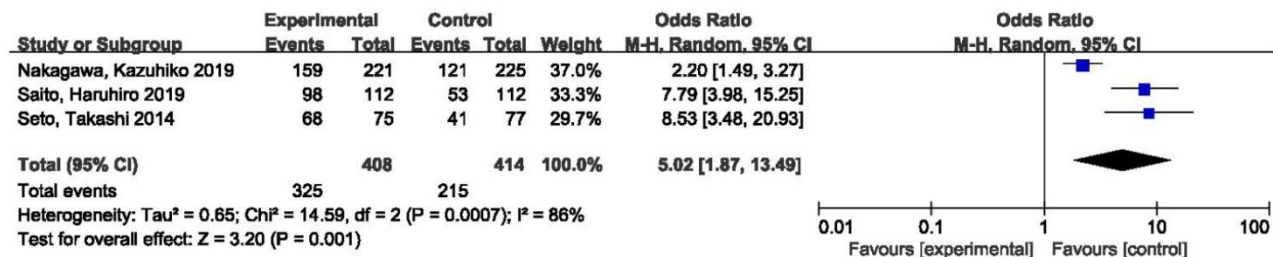 Experimental Control Odds Ratio Odds Ratio
Study or Subgroup Events Total Events Total Weight M-H, Random, 95% CI M-H, Random, 95% CI
Nakagawa, Kazuhiko 2019 159 221 121 225 37.0% 2.20 [1.49, 3.27]
Saito, Haruhiro 2019 98 112 53 112 33.3% 7.79 [3.98, 15.25]
Seto, Takashi 2014 68 75 41 77 29.7% 8.53 [3.48, 20.93]
Total (95% CI) 408 414 100.0% 5.02 [1.87, 13.49]
Total events 325 215
Heterogeneity: Tau² = 0.65; Chi² = 14.59, df = 2 (P = 0.0007); I² = 86%
Test for overall effect: Z = 3.20 (P = 0.001)
0.01 0.1 1 10 100
Favours [experimental] Favours [control]